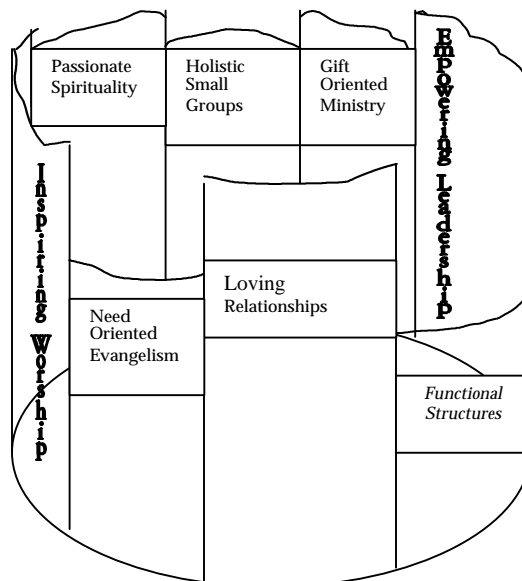 Passionate
Spirituality
Holistic
Small
Groups
Gift
Oriented
Ministry
Empowering Leadership
Inspiring Worship
Loving
Relationships
Need
Oriented
Evangelism
Functional
Structures